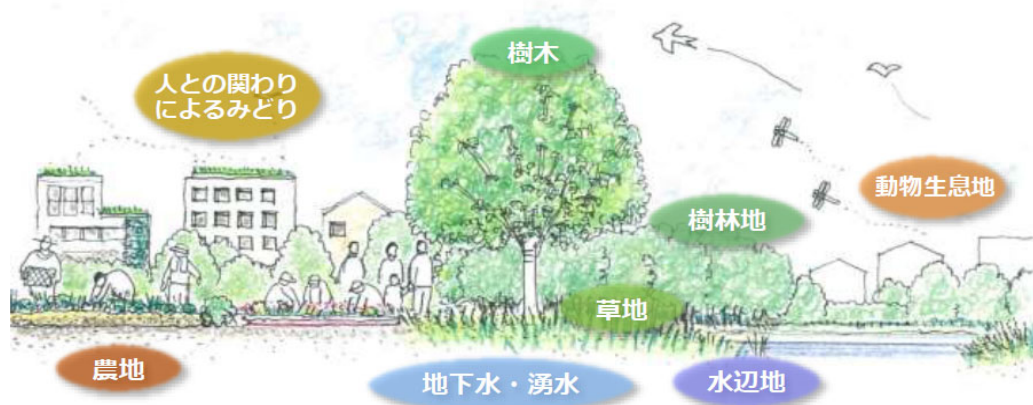 樹木
人との関わり
によるみどり
動物生息地
樹林地
草地
農地
地下水・湧水
水辺地